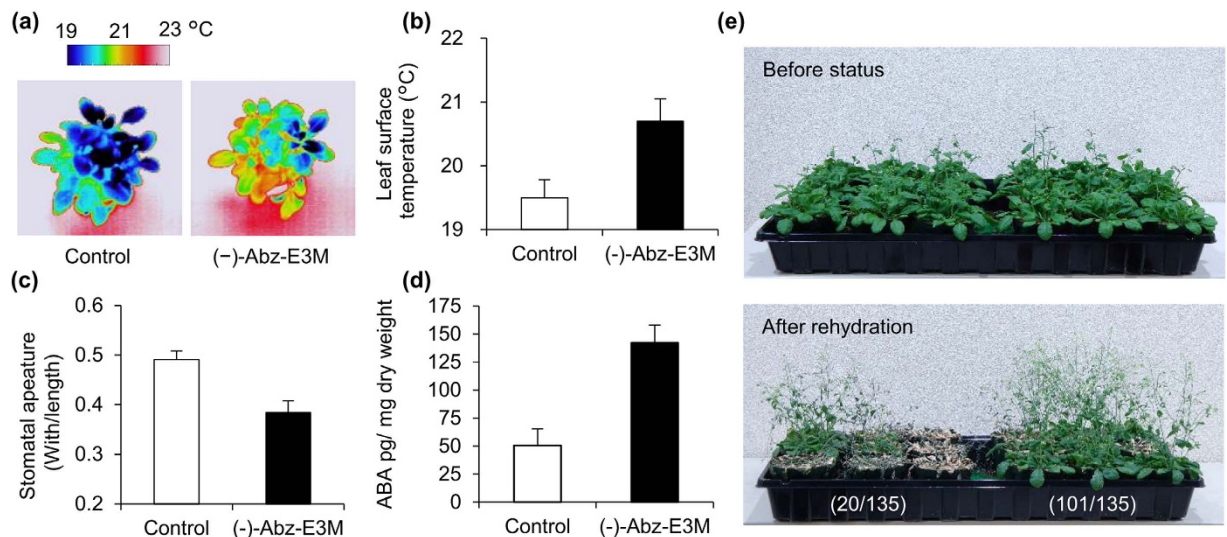 (a)
19 21 23 °C
Control (−)-Abz-E3M
(b)
Leaf surface
temperature (°C)
22
21
20
19
Control (-)-Abz-E3M
(c)
Stomatal apeature
(With/length)
0.6
0.5
0.4
0.3
0.2
Control (-)-Abz-E3M
(d)
ABA pg/ mg dry weight
175
150
125
100
75
50
25
0
Control (-)-Abz-E3M
(e)
Before status
After rehydration
(20/135) (101/135)